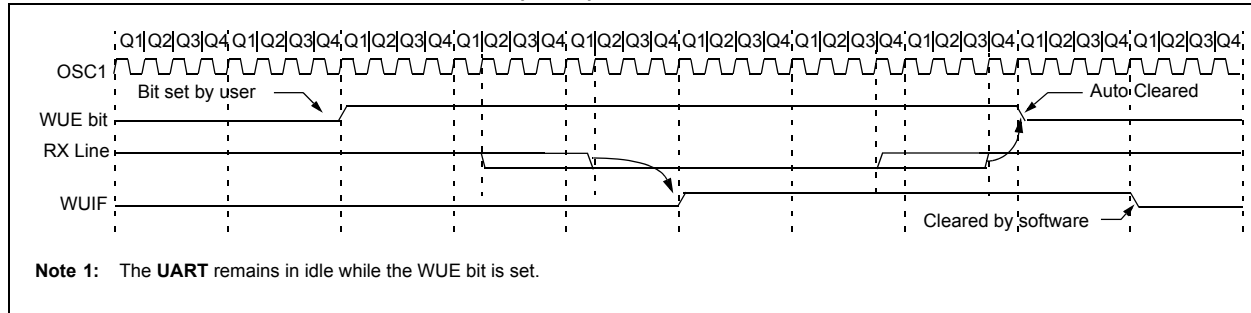 Q1 Q2 Q3 Q4 Q1 Q2 Q3 Q4 Q1 Q2 Q3 Q4 Q1 Q2 Q3 Q4 Q1 Q2 Q3 Q4 Q1 Q2 Q3 Q4 Q1 Q2 Q3 Q4 Q1 Q2 Q3 Q4 Q1 Q2 Q3 Q4 Q1 Q2 Q3 Q4
OSC1
Bit set by user
Auto Cleared
WUE bit
RX Line
WUIF
Cleared by software
Note 1: The UART remains in idle while the WUE bit is set.